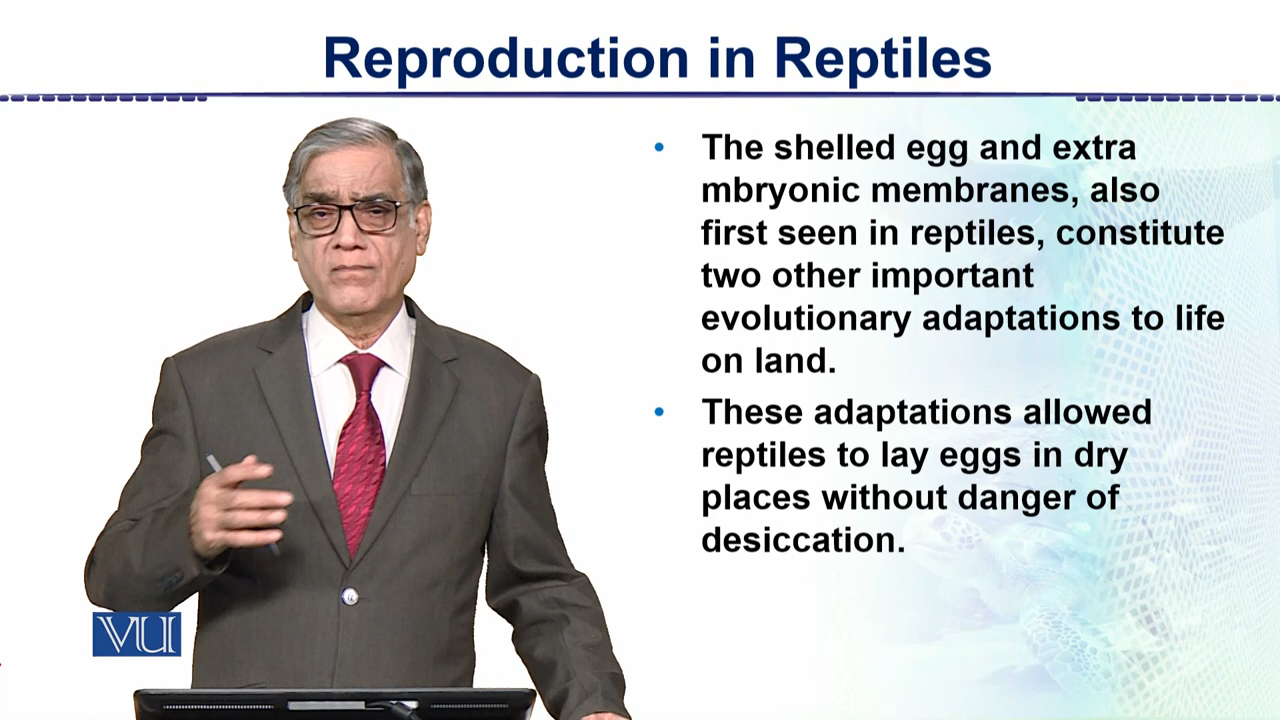 Reproduction in Reptiles
• The shelled egg and extra
mbryonic membranes, also
first seen in reptiles, constitute
two other important
evolutionary adaptations to life
on land.
• These adaptations allowed
reptiles to lay eggs in dry
places without danger of
desiccation.
VU